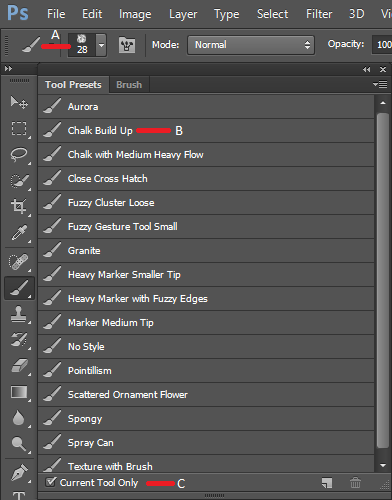 Ps File Edit Image Layer Type Select Filter 3D
A 28 Mode: Normal Opacity: 100
Tool Presets Brush
Aurora
Chalk Build Up B
Chalk with Medium Heavy Flow
Close Cross Hatch
Fuzzy Cluster Loose
Fuzzy Gesture Tool Small
Granite
Heavy Marker Smaller Tip
Heavy Marker with Fuzzy Edges
Marker Medium Tip
No Style
Pointillism
Scattered Ornament Flower
Spongy
Spray Can
Texture with Brush
Current Tool Only C